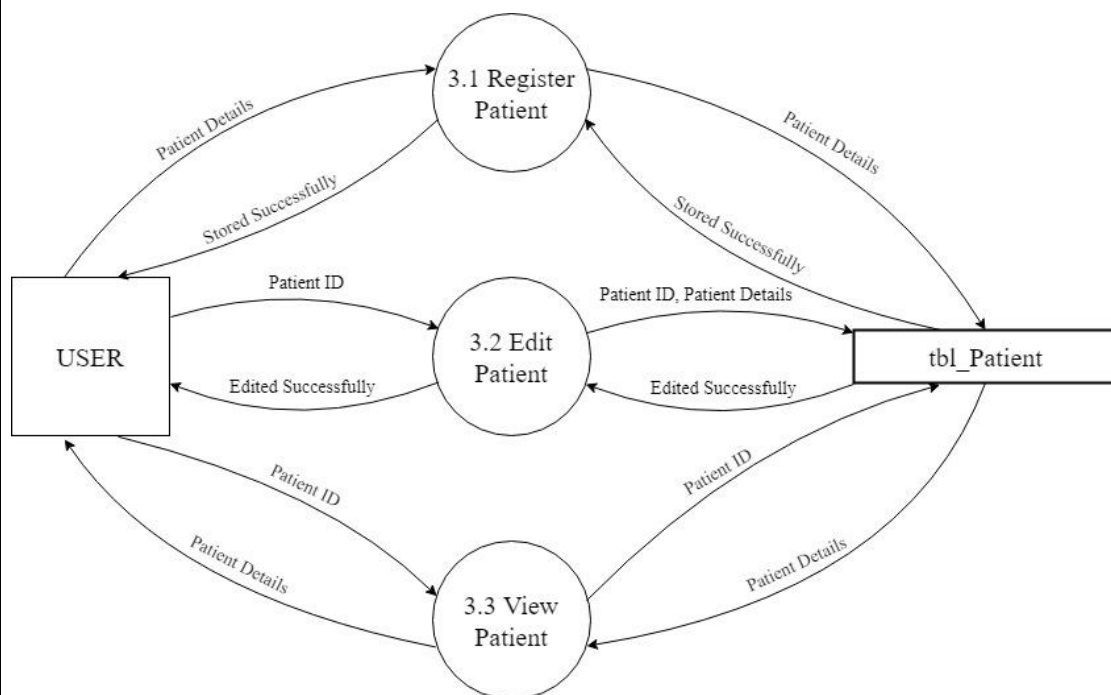 3.1 Register
Patient
Patient Details
Patient Details
Stored Successfully
Stored Successfully
Patient ID
Patient ID, Patient Details
USER
3.2 Edit
Patient
tbl_Patient
Edited Successfully
Edited Successfully
Patient ID
Patient ID
Patient Details
Patient Details
3.3 View
Patient